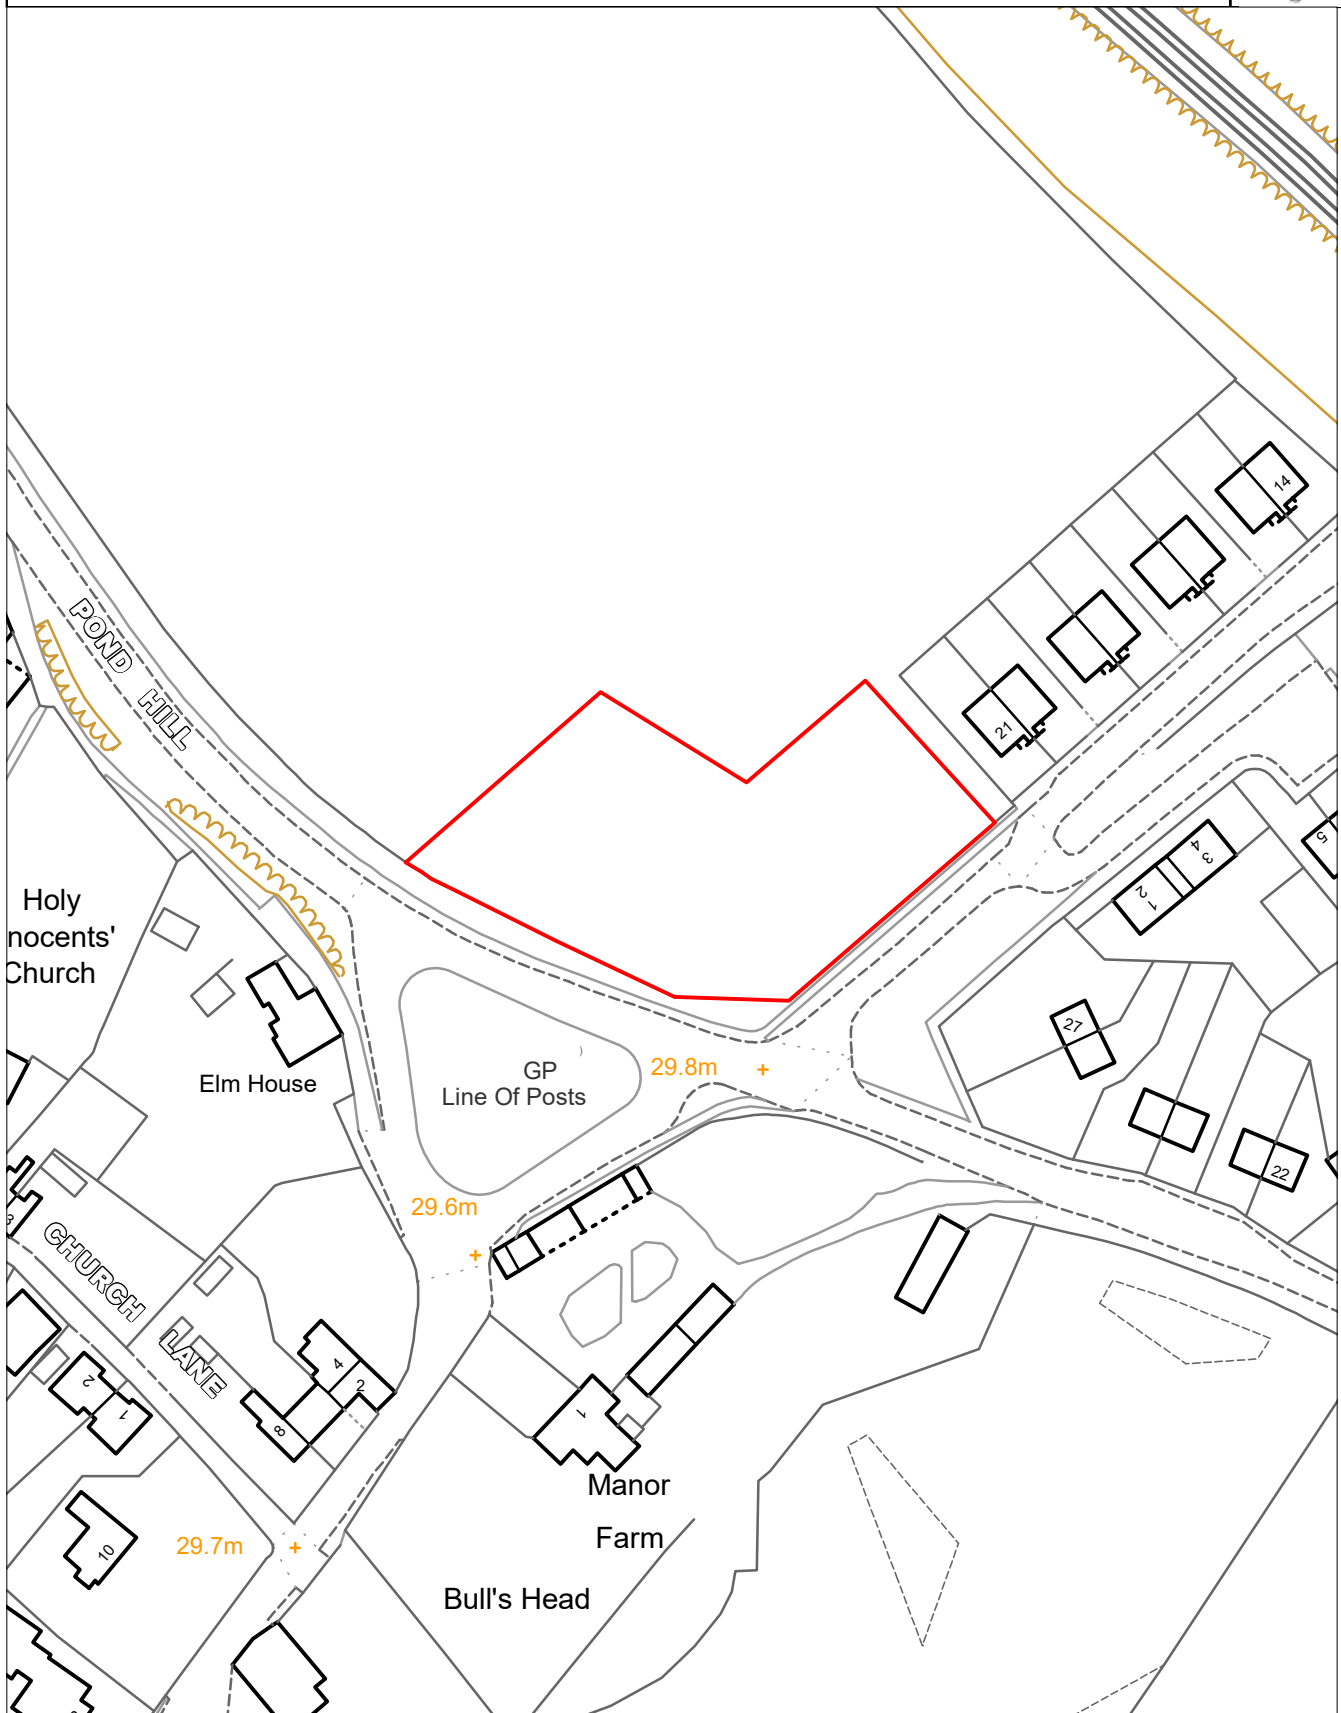 14
POND HILL
21
5
3 4
1 2
Holy
nocents'
Church
27
Elm House
GP
Line Of Posts
29.8m
22
29.6m
3
CHURCH LANE
4
2
2
1
8
1
Manor
Farm
29.7m
10
Bull's Head